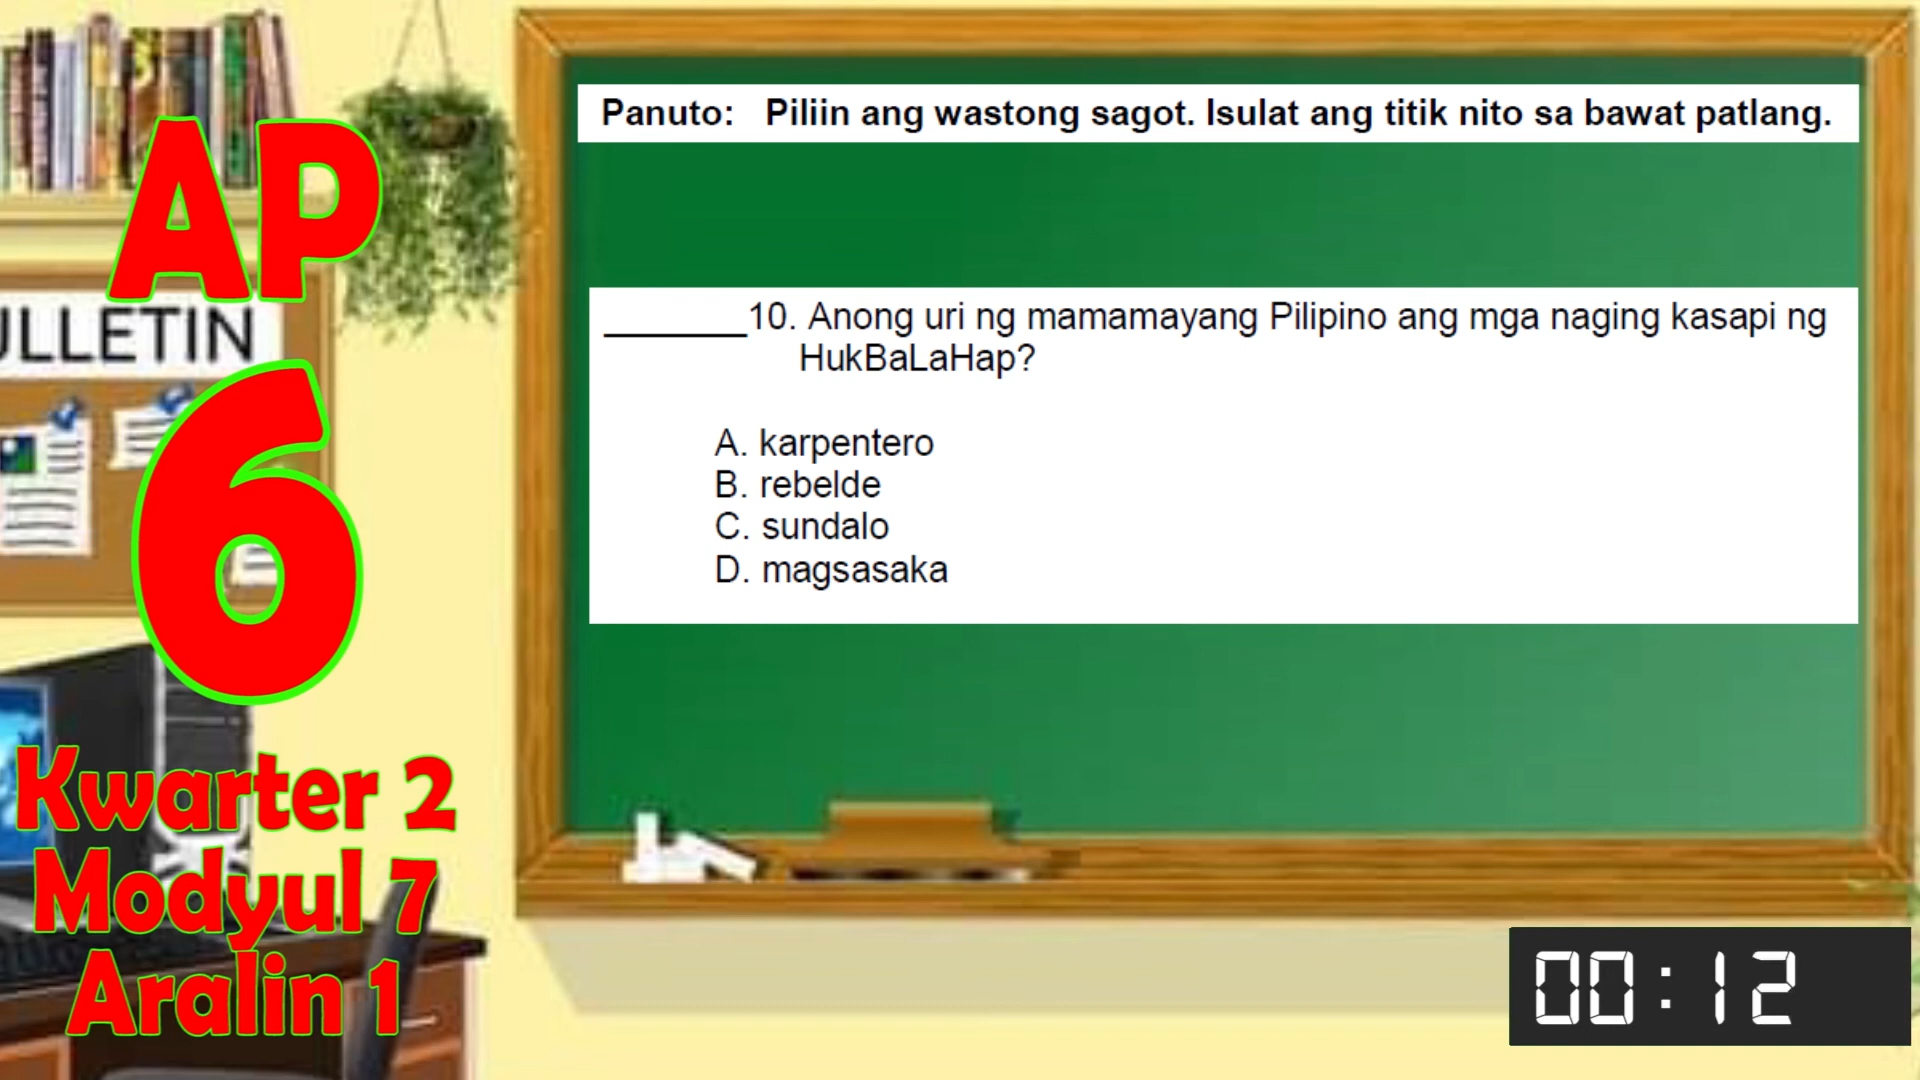 AP
6
Kwarter 2
Modyul 7
Aralin 1
ULLETIN
Panuto: Piliin ang wastong sagot. Isulat ang titik nito sa bawat patlang.
_______10. Anong uri ng mamamayang Pilipino ang mga naging kasapi ng
HukBaLaHap?
A. karpentero
B. rebelde
C. sundalo
D. magsasaka
00:12